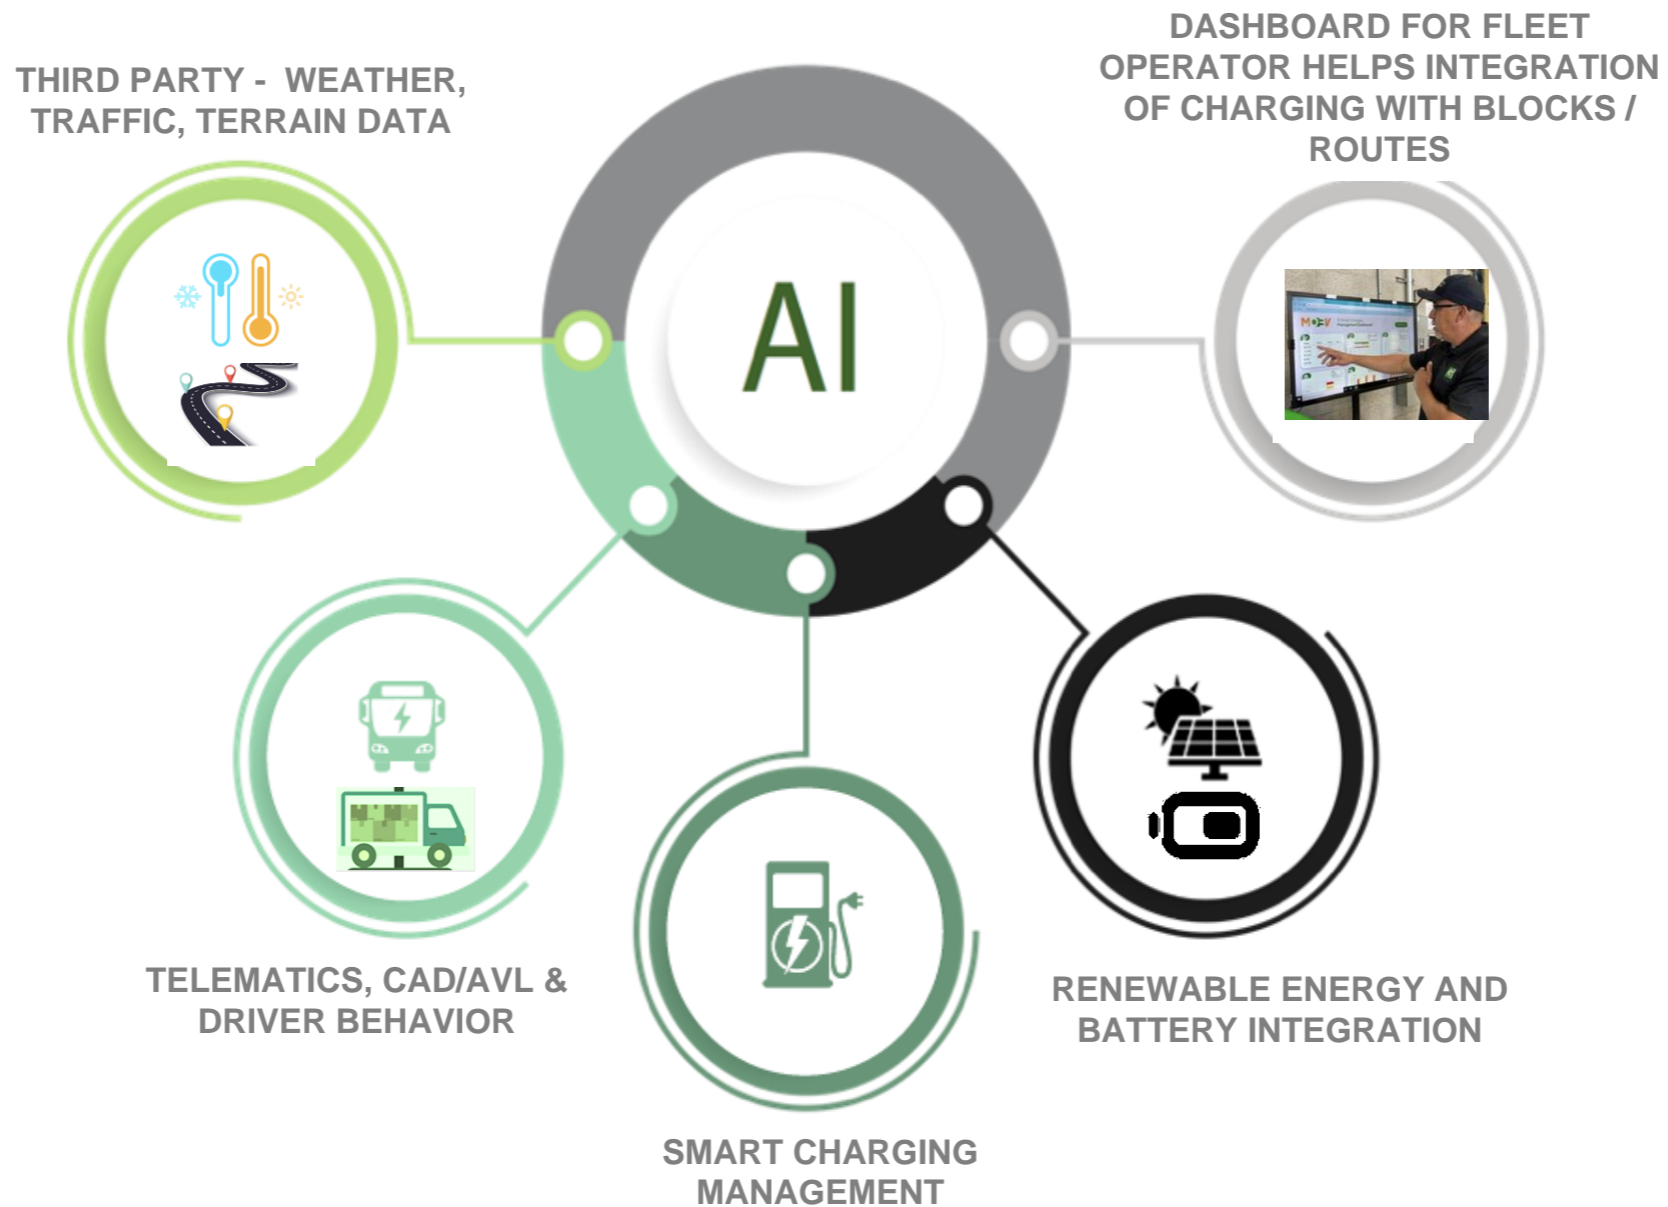 THIRD PARTY -  WEATHER,
TRAFFIC, TERRAIN DATA
DASHBOARD FOR FLEET
OPERATOR HELPS INTEGRATION
OF CHARGING WITH BLOCKS /
ROUTES
AI
TELEMATICS, CAD/AVL &
DRIVER BEHAVIOR
SMART CHARGING
MANAGEMENT
RENEWABLE ENERGY AND
BATTERY INTEGRATION